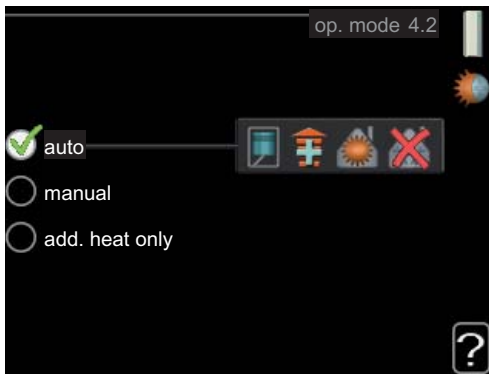 op. mode 4.2
auto
manual
add. heat only
?